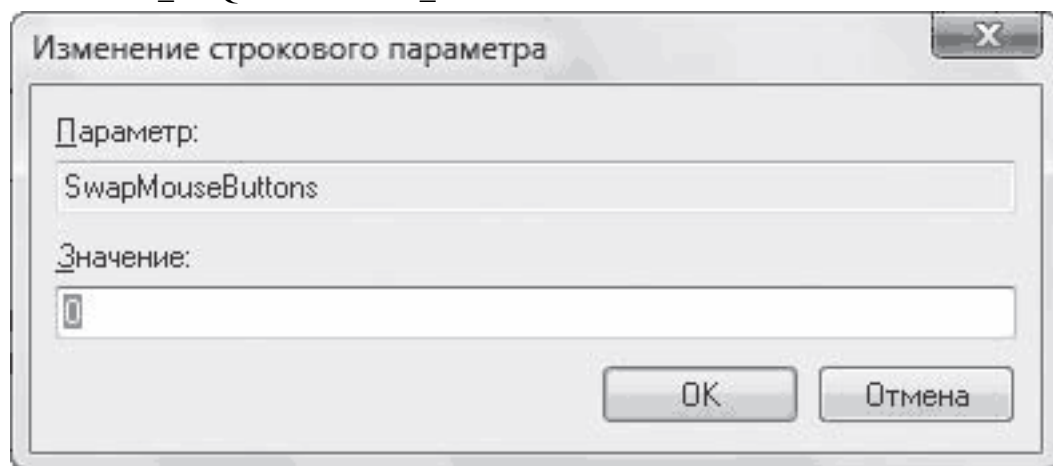 Изменение строкового параметра
Параметр:
SwapMouseButtons
Значение:
0
OK
Отмена